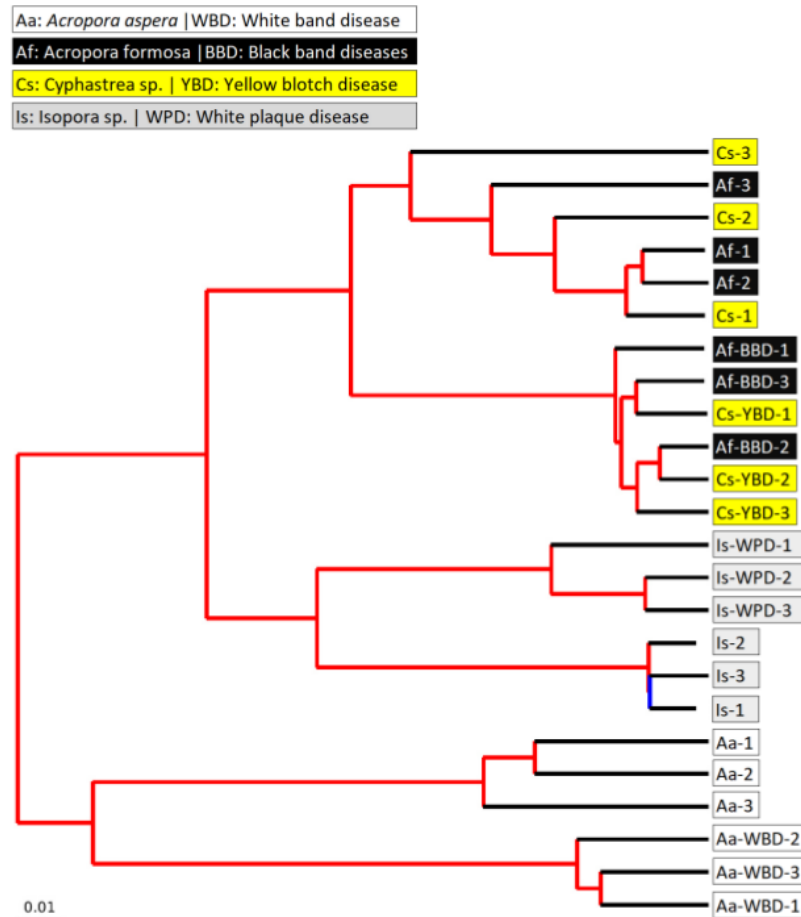 Aa: Acropora aspera |WBD: White band disease
Af: Acropora formosa |BBD: Black band diseases
Cs: Cyphastrea sp. | YBD: Yellow blotch disease
Is: Isopora sp. | WPD: White plaque disease
Cs-3
Af-3
Cs-2
Af-1
Af-2
Cs-1
Af-BBD-1
Af-BBD-3
Cs-YBD-1
Af-BBD-2
Cs-YBD-2
Cs-YBD-3
Is-WPD-1
Is-WPD-2
Is-WPD-3
Is-2
Is-3
Is-1
Aa-1
Aa-2
Aa-3
Aa-WBD-2
Aa-WBD-3
Aa-WBD-1
0.01